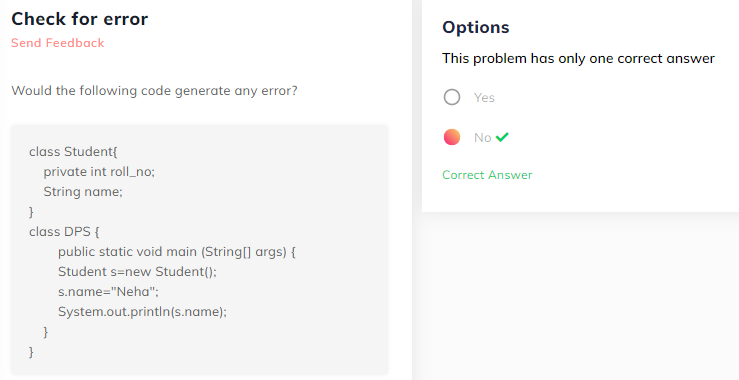 Check for error
Send Feedback
Would the following code generate any error?
class Student{
private int roll_no;
String name;
}
class DPS {
public static void main (String[] args) {
Student s=new Student();
s.name="Neha";
System.out.println(s.name);
}
}
Options
This problem has only one correct answer
Yes
No
Correct Answer